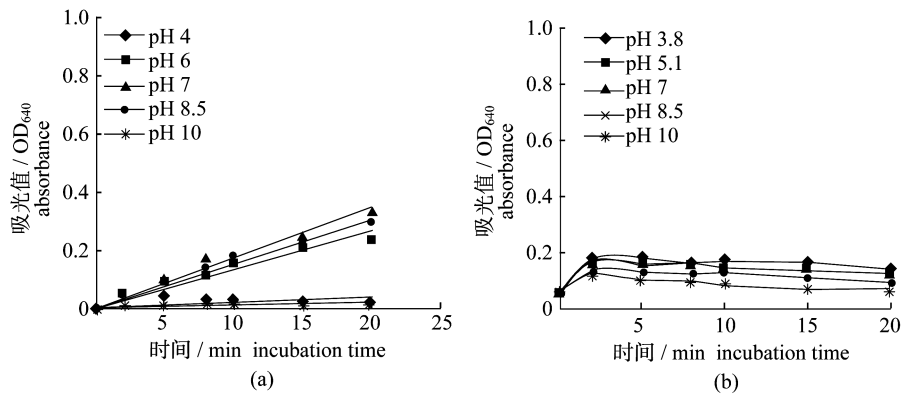 1.0
0.8
0.6
0.4
0.2
0
pH 4
pH 6
pH 7
pH 8.5
pH 10
吸光值 / OD640
absorbance
5 10 15 20 25
时间 / min incubation time
(a)
1.0
0.8
0.6
0.4
0.2
0
pH 3.8
pH 5.1
pH 7
pH 8.5
pH 10
吸光值 / OD640
absorbance
5 10 15 20
时间 / min incubation time
(b)